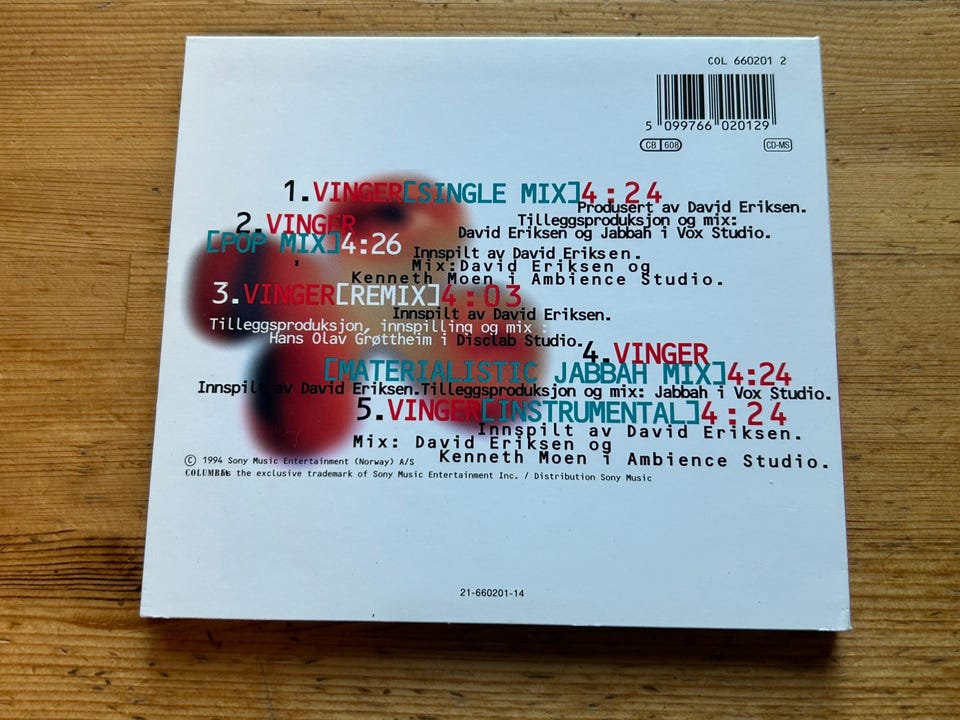 COL 660201 2
5 099766 020129
CB 608
CD-MS
1.VINGER[SINGLE MIX]4:24
Produsert av David Eriksen.
Tilleggsproduksjon og mix:
David Eriksen og Jabbah i Vox Studio.
2.VINGER
[POP MIX]4:26
Innspilt av David Eriksen.
Mix:David Eriksen og
Kenneth Moen i Ambience Studio.
3.VINGER[REMIX]4:03
Innspilt av David Eriksen.
Tilleggsproduksjon, innspilling og mix :
Hans Olav Grøttheim i Disclab Studio.
4.VINGER
[MATERIALISTIC JABBAH MIX]4:24
Innspilt av David Eriksen.Tilleggsproduksjon og mix: Jabbah i Vox Studio.
5.VINGER[INSTRUMENTAL]4:24
Innspilt av David Eriksen.
Mix: David Eriksen og
Kenneth Moen i Ambience Studio.
© 1994 Sony Music Entertainment (Norway) A/S
COLUMBIA is the exclusive trademark of Sony Music Entertainment Inc. / Distribution Sony Music
21-660201-14